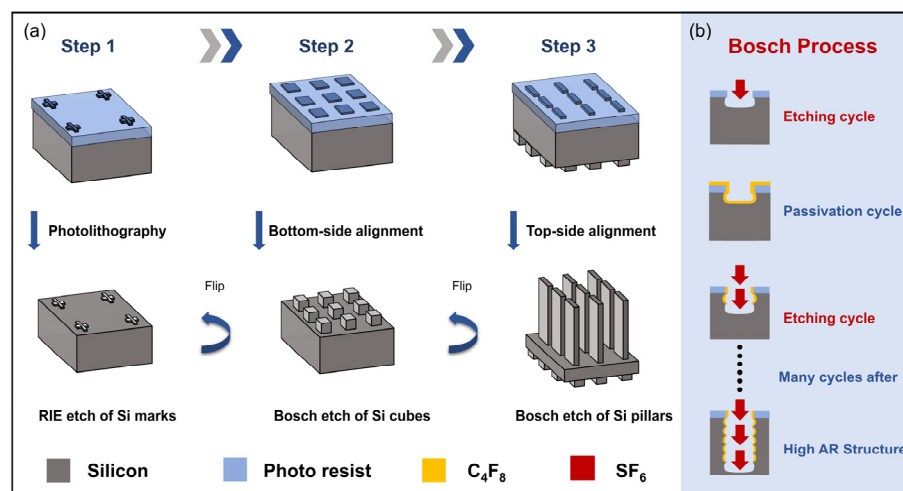 (a)
Step 1
Step 2
Step 3
Photolithography
Bottom-side alignment
Top-side alignment
Flip
Flip
RIE etch of Si marks
Bosch etch of Si cubes
Bosch etch of Si pillars
Silicon
Photo resist
C₄F₈
SF₆
(b)
Bosch Process
Etching cycle
Passivation cycle
Etching cycle
Many cycles after
High AR Structure